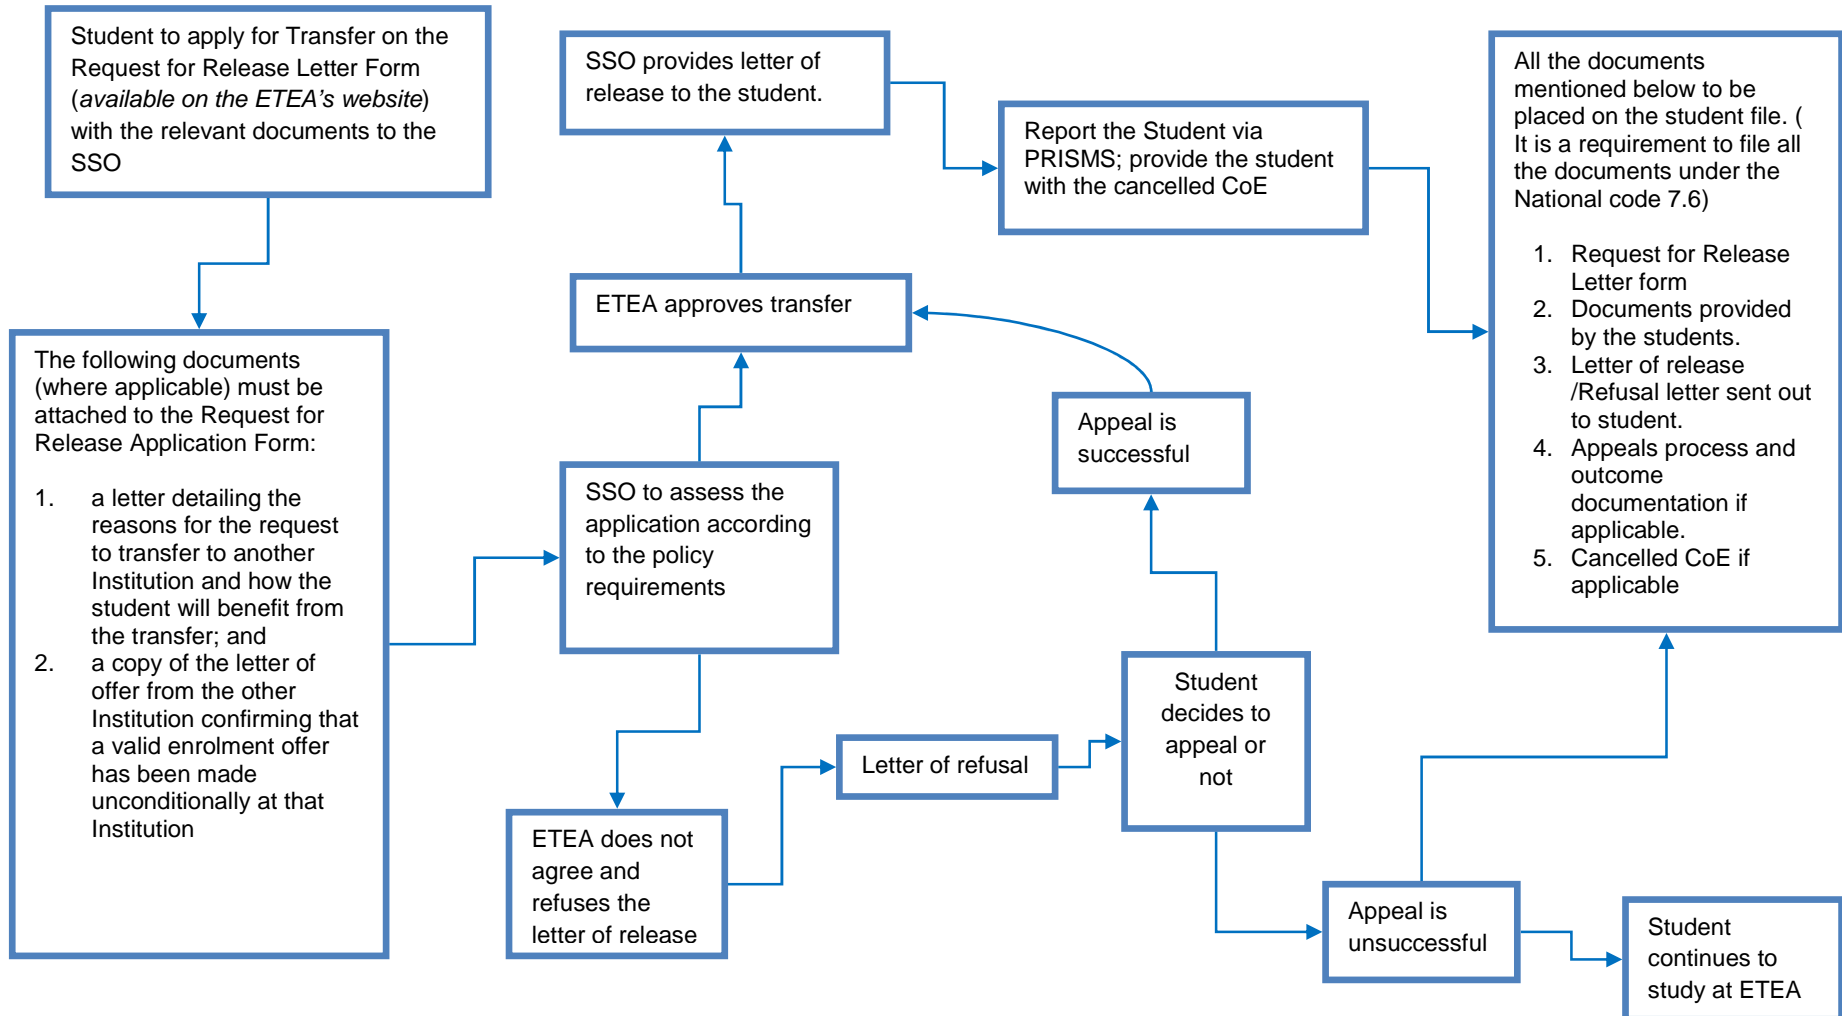 Student to apply for Transfer on the
Request for Release Letter Form
(available on the ETEA’s website)
with the relevant documents to the
SSO
The following documents
(where applicable) must be
attached to the Request for
Release Application Form:
1. a letter detailing the
reasons for the request
to transfer to another
Institution and how the
student will benefit from
the transfer; and
2. a copy of the letter of
offer from the other
Institution confirming that
a valid enrolment offer
has been made
unconditionally at that
Institution
SSO to assess the
application according
to the policy
requirements
ETEA approves transfer
SSO provides letter of
release to the student.
Report the Student via
PRISMS; provide the student
with the cancelled CoE
ETEA does not
agree and
refuses the
letter of release
Letter of refusal
Student
decides to
appeal or
not
Appeal is
successful
Appeal is
unsuccessful
Student
continues to
study at ETEA
All the documents
mentioned below to be
placed on the student file. (
It is a requirement to file all
the documents under the
National code 7.6)
1. Request for Release
Letter form
2. Documents provided
by the students.
3. Letter of release
/Refusal letter sent out
to student.
4. Appeals process and
outcome
documentation if
applicable.
5. Cancelled CoE if
applicable